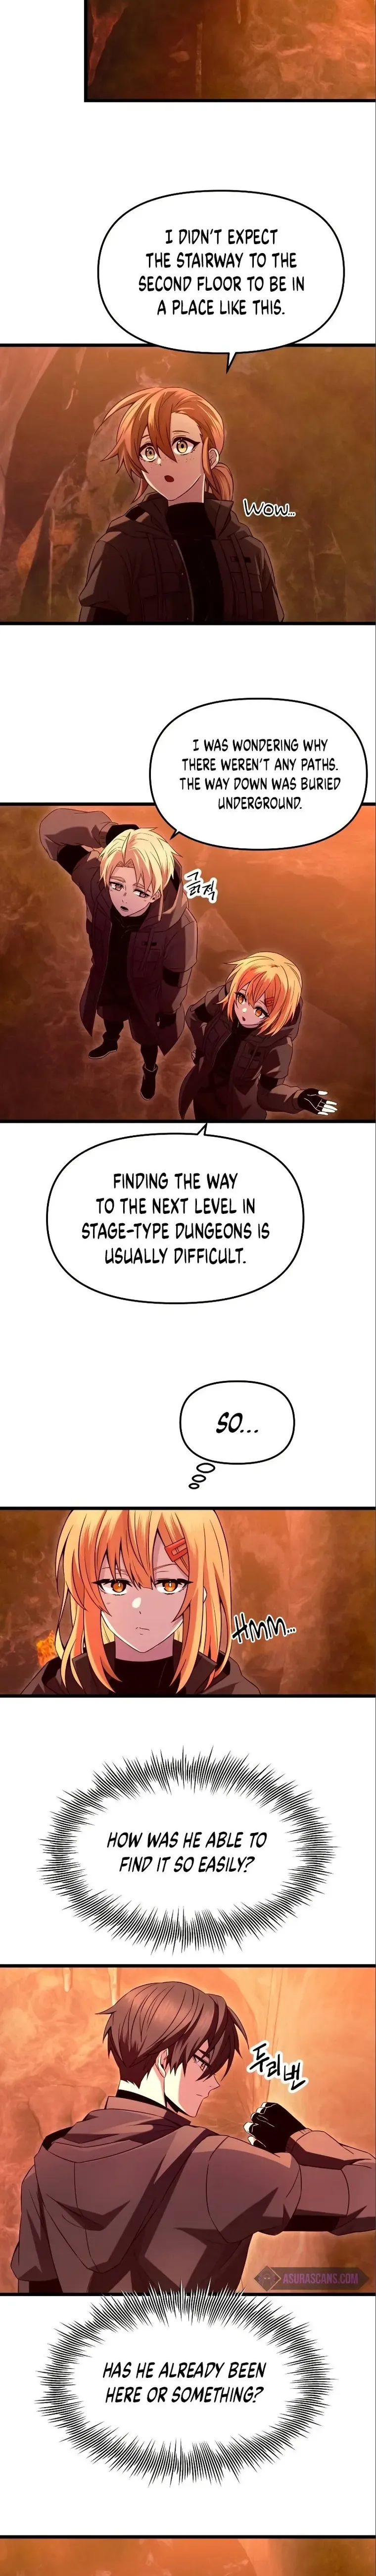 I DIDN'T EXPECT
THE STAIRWAY TO THE
SECOND FLOOR TO BE IN
A PLACE LIKE THIS.
WOW...
I WAS WONDERING WHY
THERE WEREN'T ANY PATHS.
THE WAY DOWN WAS BURIED
UNDERGROUND.
긁적
FINDING THE WAY
TO THE NEXT LEVEL IN
STAGE-TYPE DUNGEONS IS
USUALLY DIFFICULT.
SO...
HMM...
HOW WAS HE ABLE TO
FIND IT SO EASILY?
두리번
ASURASCANS.COM
HAS HE ALREADY BEEN
HERE OR SOMETHING?